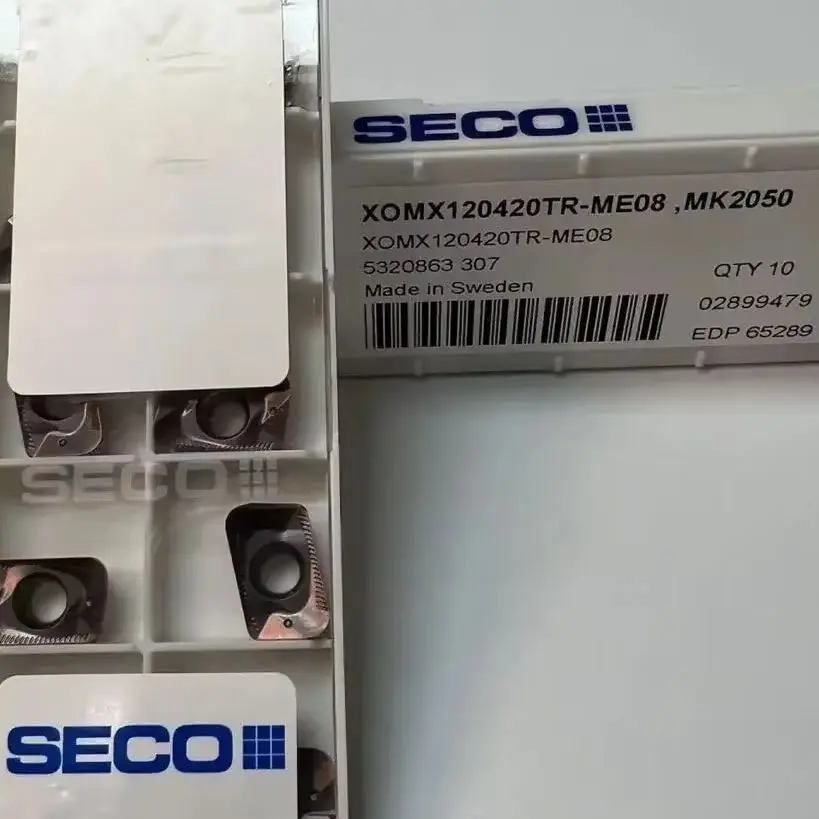 SECO
XOMX120420TR-ME08 ,MK2050
XOMX120420TR-ME08
5320863 307
QTY 10
Made in Sweden
02899479
EDP 65289
SECO
SECO